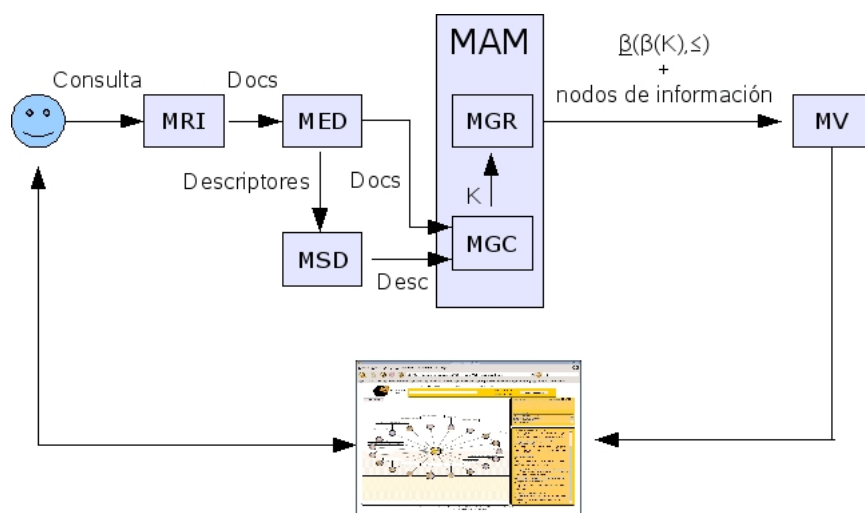 MAM
β(β(K),≤)
+
nodos de información
Consulta
Docs
MRI
MED
MGR
MV
Descriptores
Docs
K
MSD
MGC
Desc